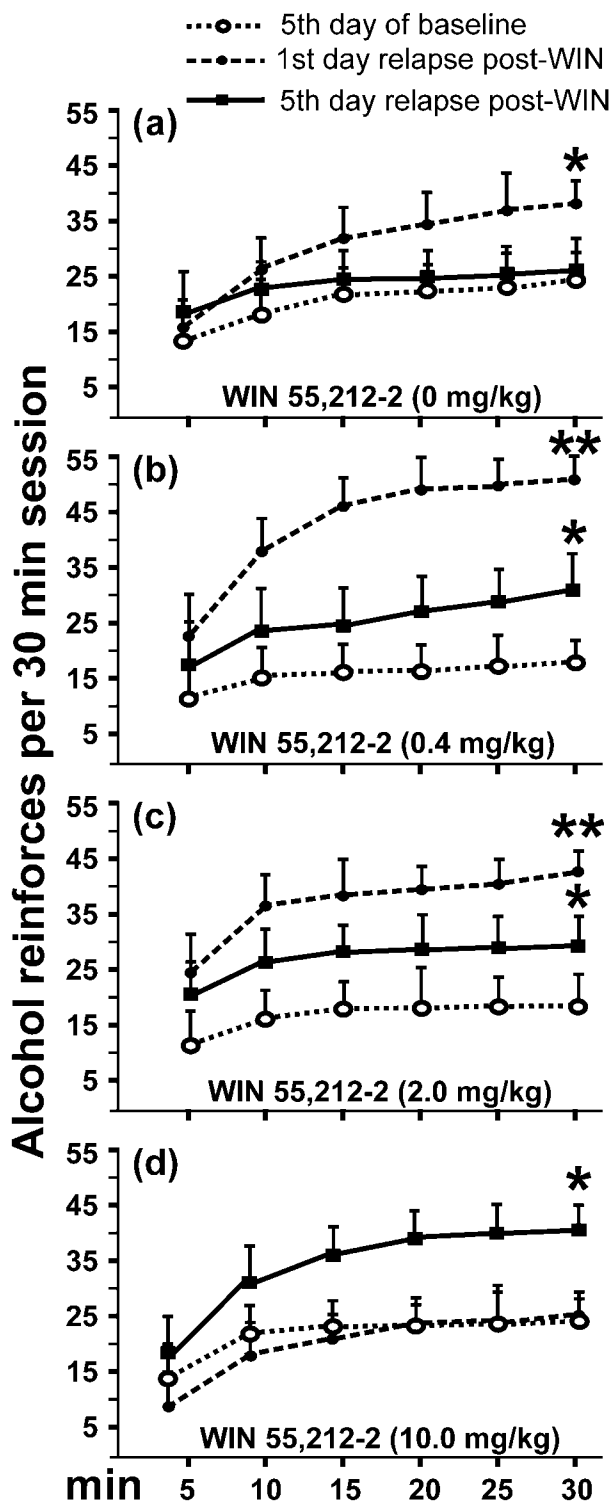 5th day of baseline
1st day relapse post-WIN
5th day relapse post-WIN
Alcohol reinforces per 30 min session
55
(a)
*
45
35
25
15
5
WIN 55,212-2 (0 mg/kg)
**
55
(b)
45
*
35
25
15
5
WIN 55,212-2 (0.4 mg/kg)
55
(c)
**
45
*
35
25
15
5
WIN 55,212-2 (2.0 mg/kg)
55
(d)
*
45
35
25
15
5
WIN 55,212-2 (10.0 mg/kg)
min 5 10 15 20 25 30